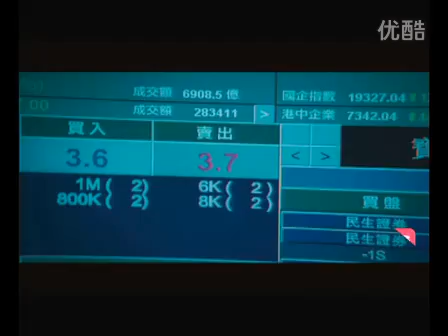 优酷
成交額 6908.5 億
國企指數 19327.04
成交額 283411 >
港中企業 7342.04
買入 賣出
3.6 3.7
< >
1M( 2) 6K( 2)
800K( 2) 8K( 2)
買盤
民生證券
民生證券
-1S